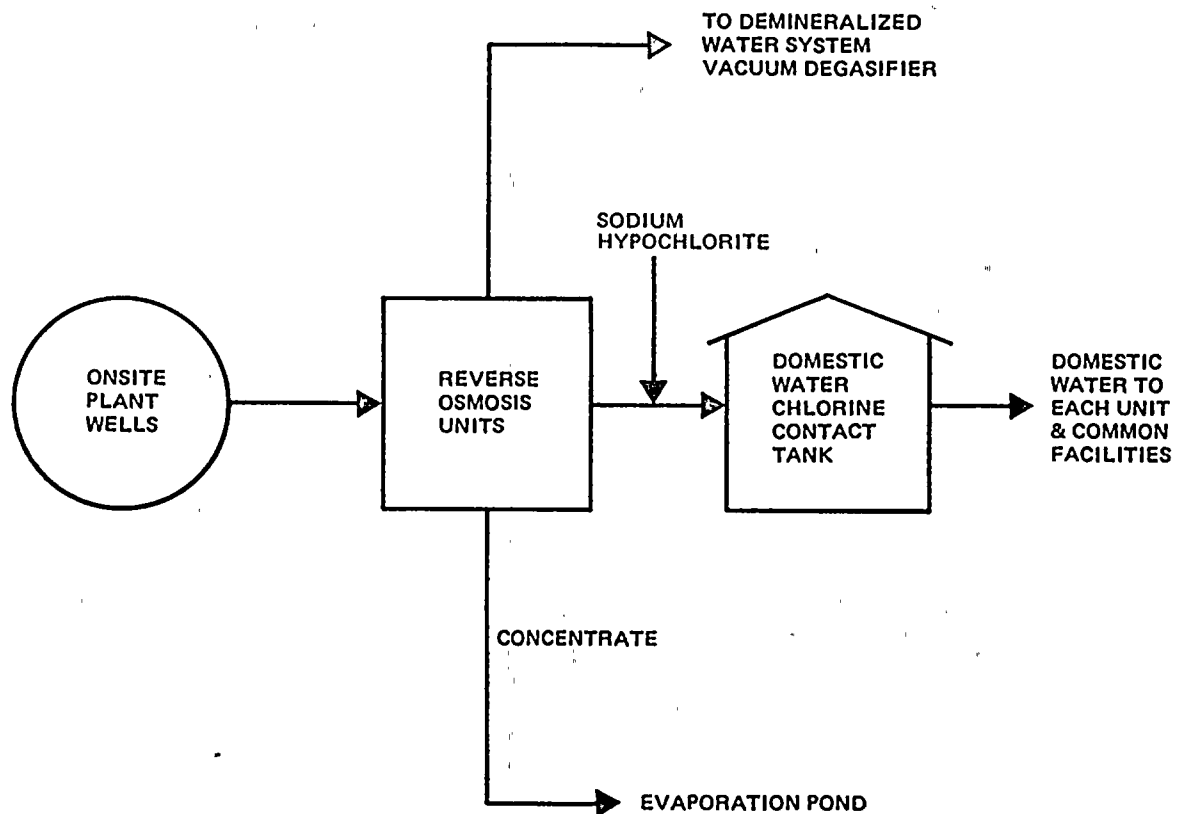 TO DEMINERALIZED
WATER SYSTEM
VACUUM DEGASIFIER
SODIUM
HYPOCHLORITE
ONSITE
PLANT
WELLS
REVERSE
OSMOSIS
UNITS
DOMESTIC
WATER
CHLORINE
CONTACT
TANK
DOMESTIC
WATER TO
EACH UNIT
& COMMON
FACILITIES
CONCENTRATE
EVAPORATION POND